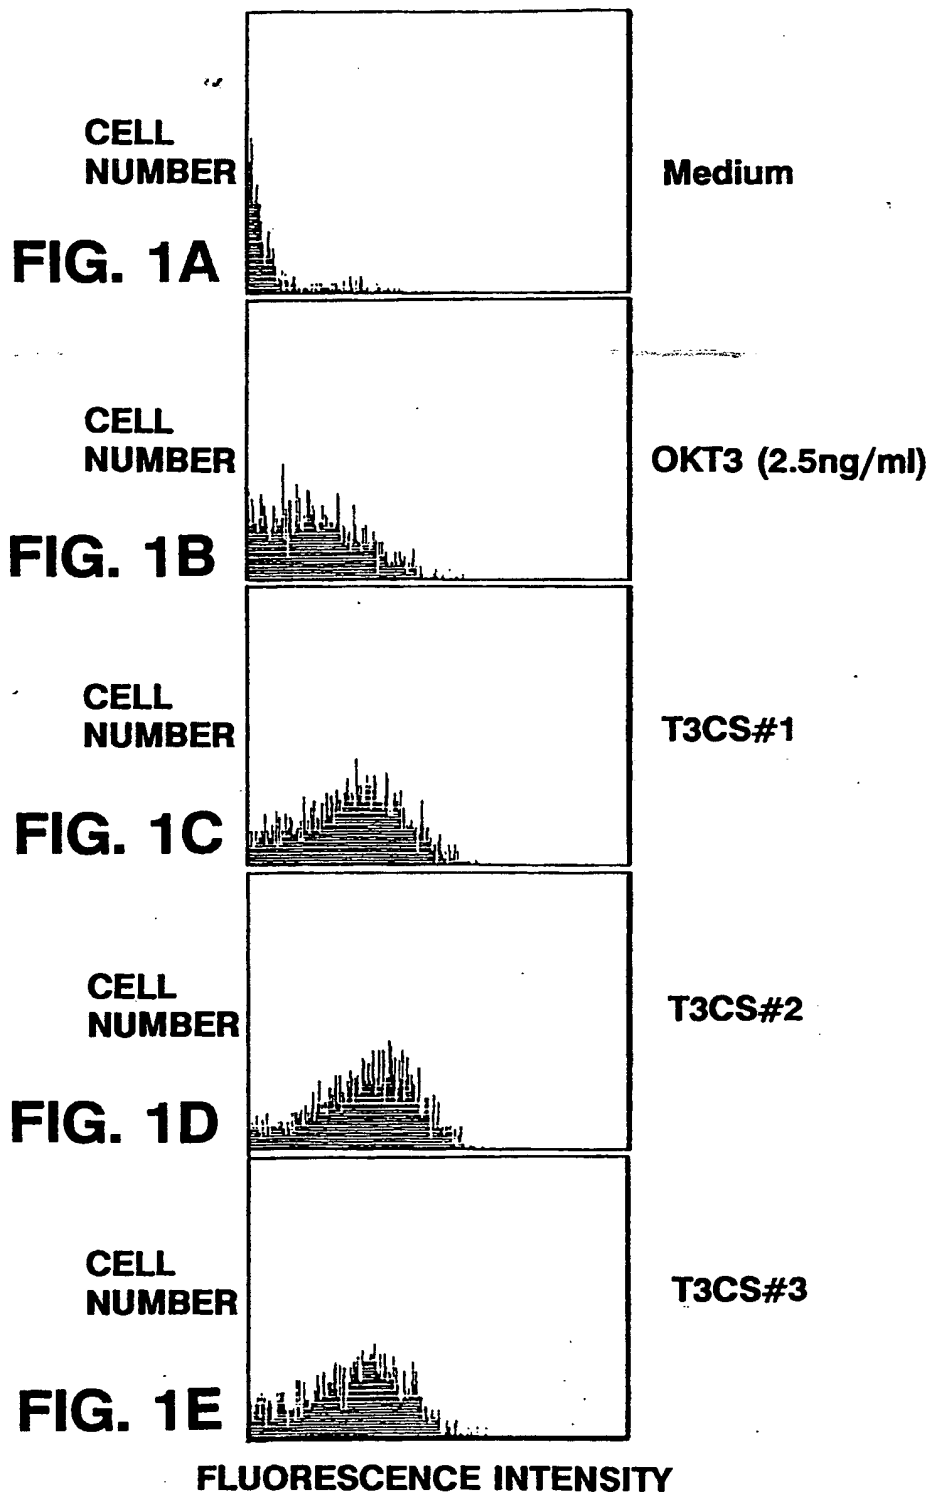 CELL
NUMBER
Medium
FIG. 1A
CELL
NUMBER
OKT3 (2.5ng/ml)
FIG. 1B
CELL
NUMBER
T3CS#1
FIG. 1C
CELL
NUMBER
T3CS#2
FIG. 1D
CELL
NUMBER
T3CS#3
FIG. 1E
FLUORESCENCE INTENSITY